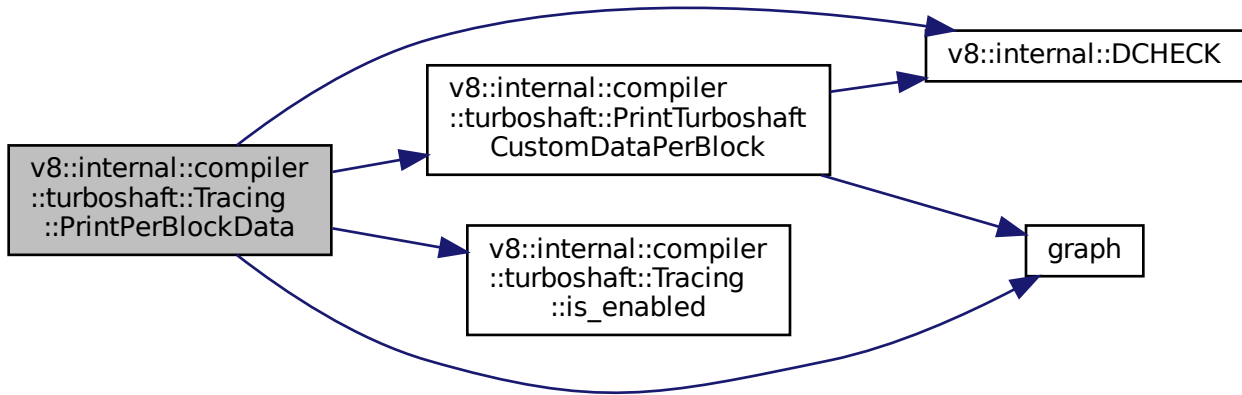 v8::internal::compiler
::turboshaft::Tracing
::PrintPerBlockData
v8::internal::compiler
::turboshaft::PrintTurboshaft
CustomDataPerBlock
v8::internal::compiler
::turboshaft::Tracing
::is_enabled
v8::internal::DCHECK
graph